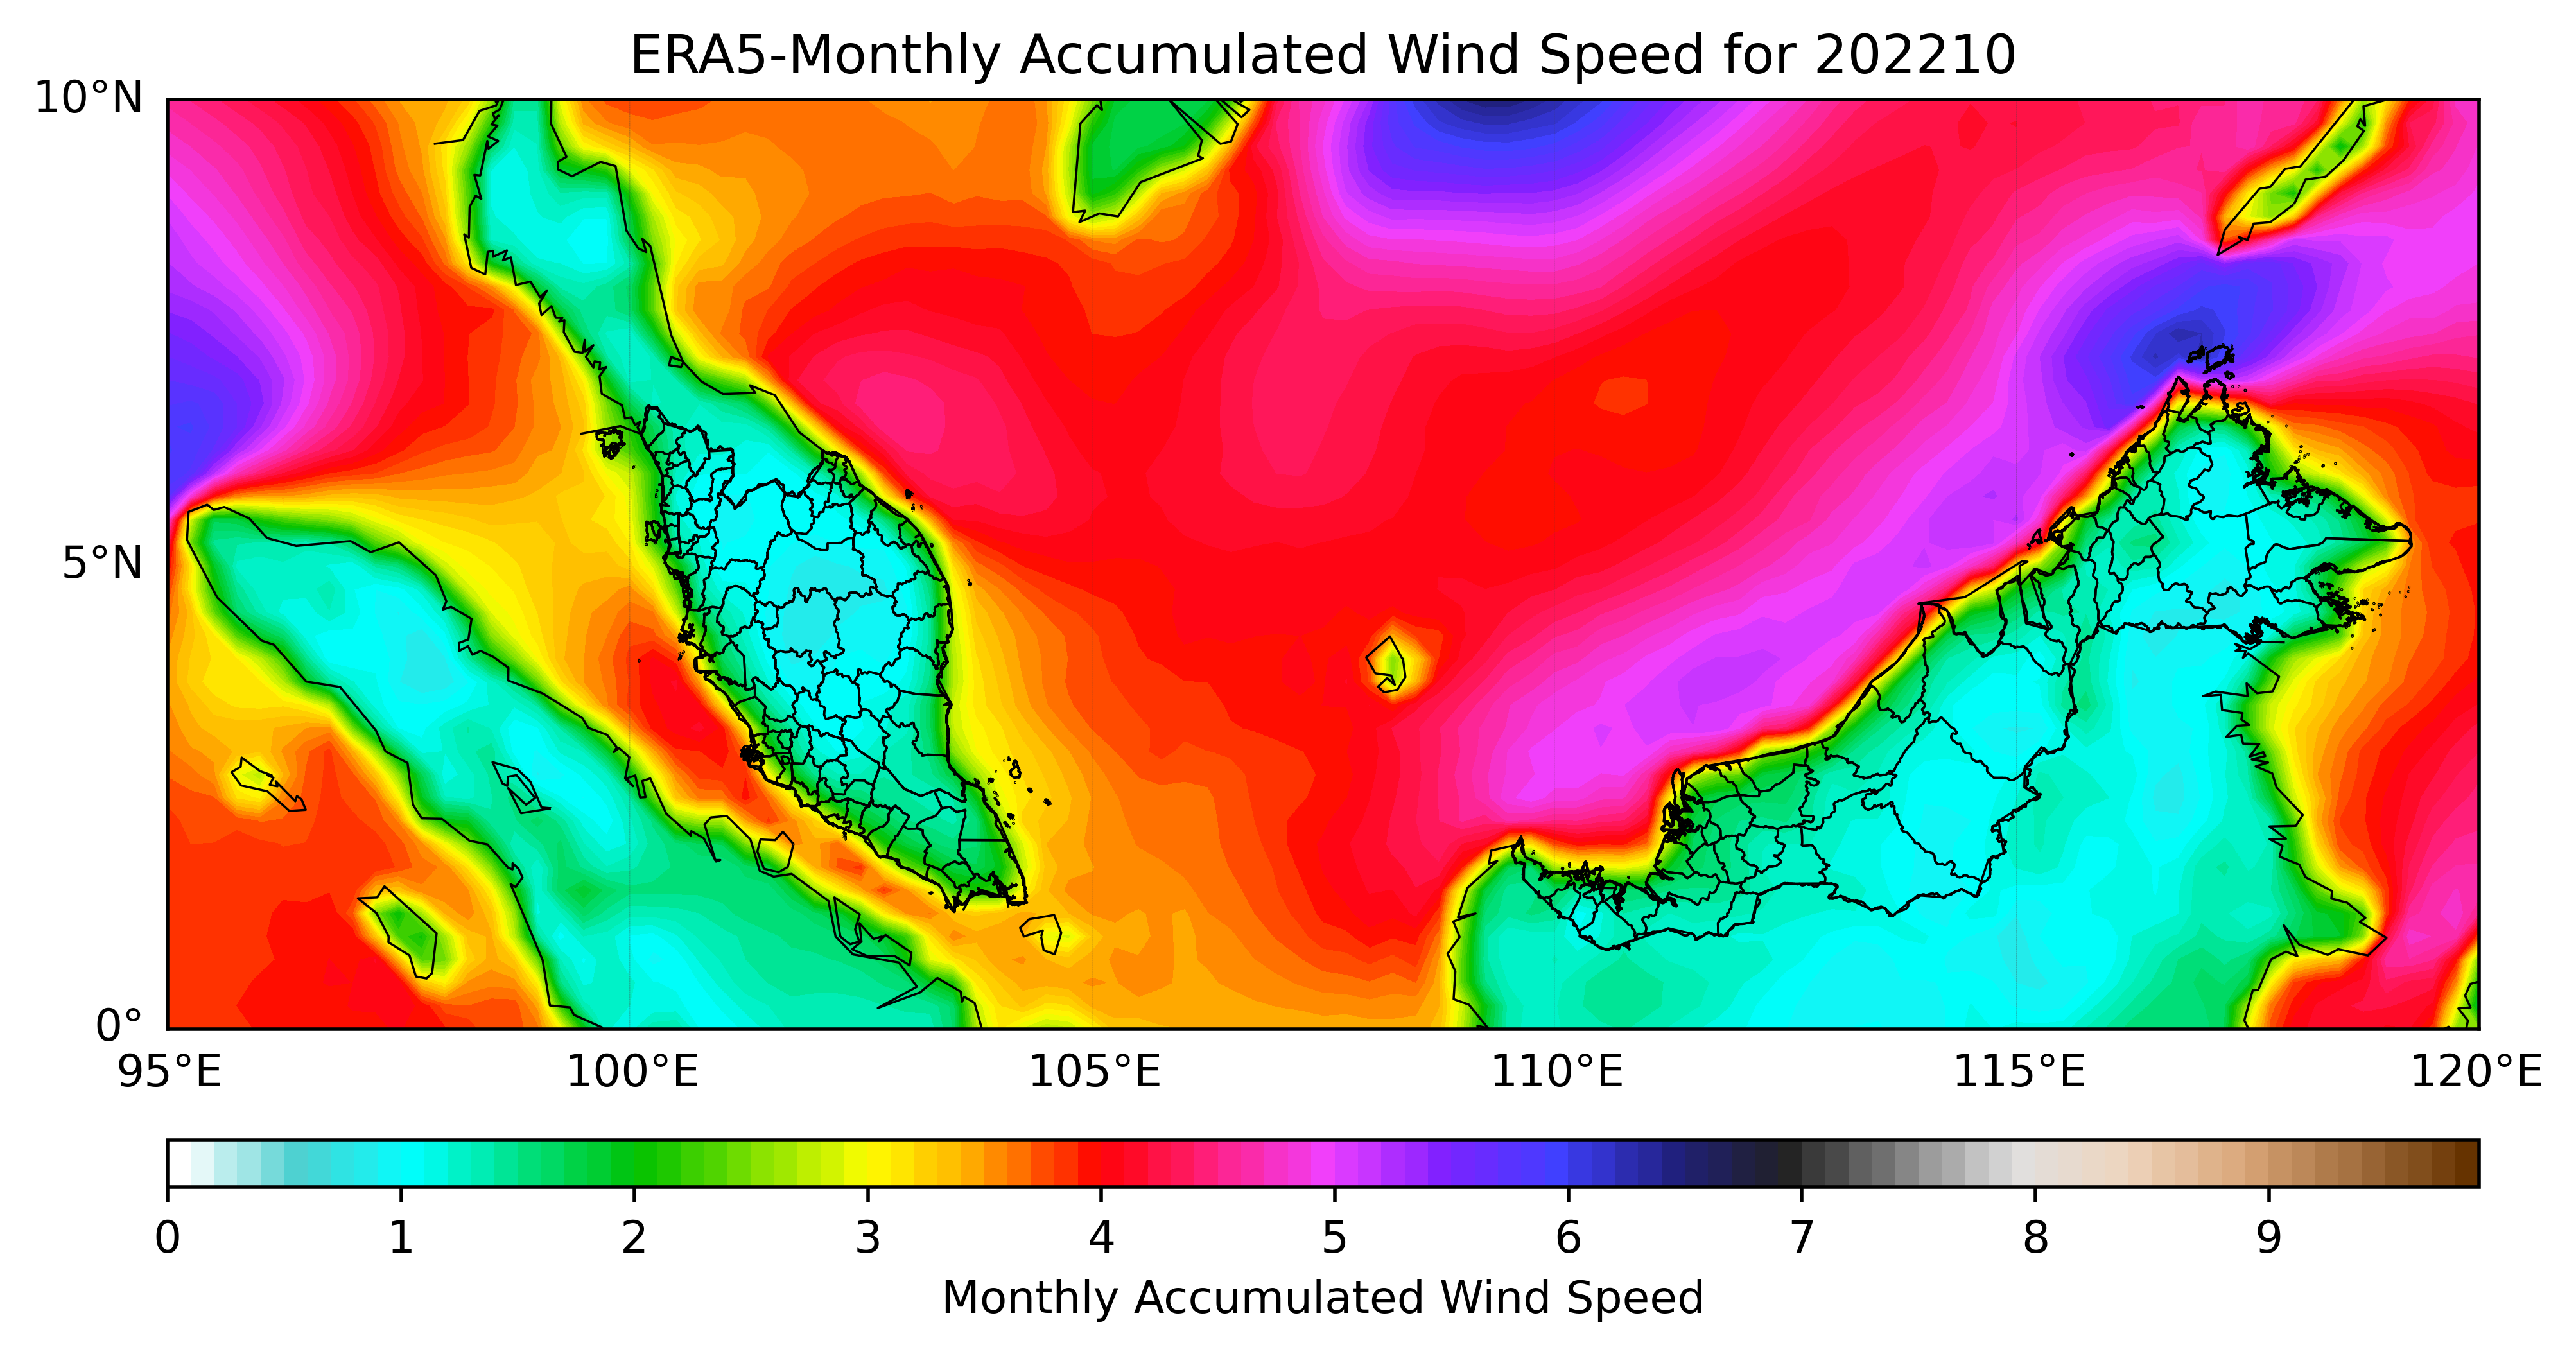 ERA5-Monthly Accumulated Wind Speed for 202210
10°N
5°N
0°
95°E 100°E 105°E 110°E 115°E 120°E
0 1 2 3 4 5 6 7 8 9
Monthly Accumulated Wind Speed